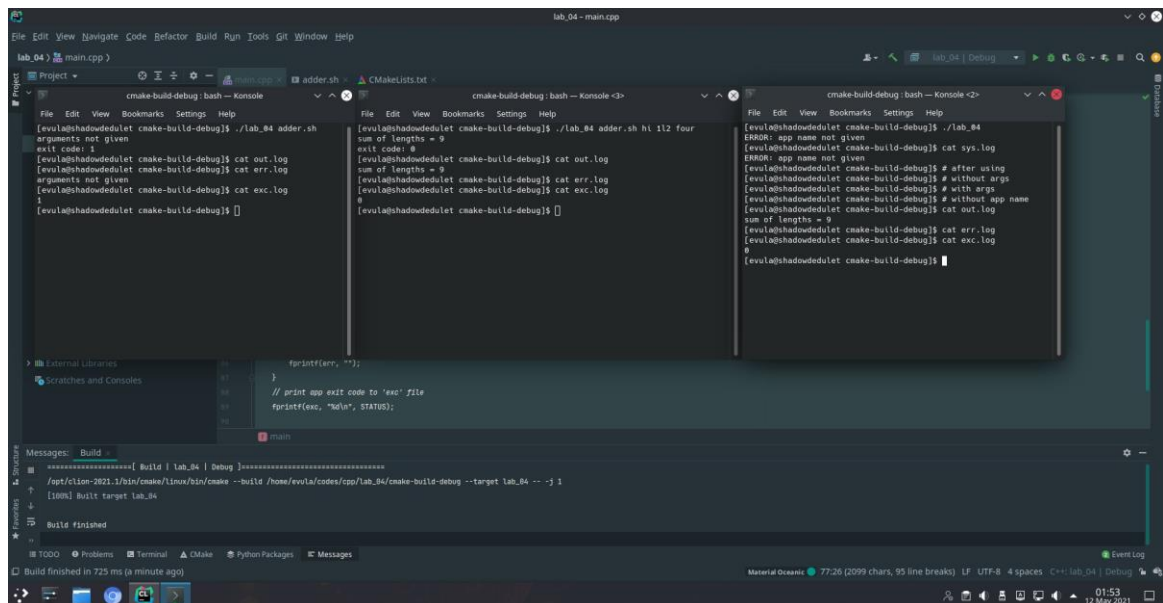 lab_04 – main.cpp
File Edit View Navigate Code Refactor Build Run Tools Git Window Help
lab_04 main.cpp
lab_04 | Debug
Project
main.cpp adder.sh CMakeLists.txt
Project
Database
cmake-build-debug : bash — Konsole
File Edit View Bookmarks Settings Help
[evula@shadowdedulet cmake-build-debug]$ ./lab_04 adder.sh
arguments not given
exit code: 1
[evula@shadowdedulet cmake-build-debug]$ cat out.log
[evula@shadowdedulet cmake-build-debug]$ cat err.log
arguments not given
[evula@shadowdedulet cmake-build-debug]$ cat exc.log
1
[evula@shadowdedulet cmake-build-debug]$
cmake-build-debug : bash — Konsole <3>
File Edit View Bookmarks Settings Help
[evula@shadowdedulet cmake-build-debug]$ ./lab_04 adder.sh hi 1l2 four
sum of lengths = 9
exit code: 0
[evula@shadowdedulet cmake-build-debug]$ cat out.log
sum of lengths = 9
[evula@shadowdedulet cmake-build-debug]$ cat err.log
[evula@shadowdedulet cmake-build-debug]$ cat exc.log
0
[evula@shadowdedulet cmake-build-debug]$
cmake-build-debug : bash — Konsole <2>
File Edit View Bookmarks Settings Help
[evula@shadowdedulet cmake-build-debug]$ ./lab_04
ERROR: app name not given
[evula@shadowdedulet cmake-build-debug]$ cat sys.log
ERROR: app name not given
[evula@shadowdedulet cmake-build-debug]$ # after using
[evula@shadowdedulet cmake-build-debug]$ # without args
[evula@shadowdedulet cmake-build-debug]$ # with args
[evula@shadowdedulet cmake-build-debug]$ # without app name
[evula@shadowdedulet cmake-build-debug]$ cat out.log
sum of lengths = 9
[evula@shadowdedulet cmake-build-debug]$ cat err.log
[evula@shadowdedulet cmake-build-debug]$ cat exc.log
0
[evula@shadowdedulet cmake-build-debug]$
External Libraries
Scratches and Consoles
fprintf(err, "");
}
// print app exit code to 'exc' file
fprintf(exc, "%d\n", STATUS);
main
Structure
Favorites
Messages: Build
====================[ Build | lab_04 | Debug ]==================================
/opt/clion-2021.1/bin/cmake/linux/bin/cmake --build /home/evula/codes/cpp/lab_04/cmake-build-debug --target lab_04 -- -j 1
[100%] Built target lab_04
Build finished
TODO Problems Terminal CMake Python Packages Messages
Event Log
Build finished in 725 ms (a minute ago)
Material Oceanic 77:26 (2099 chars, 95 line breaks) LF UTF-8 4 spaces C++: lab_04 | Debug
01:53
12 May 2021